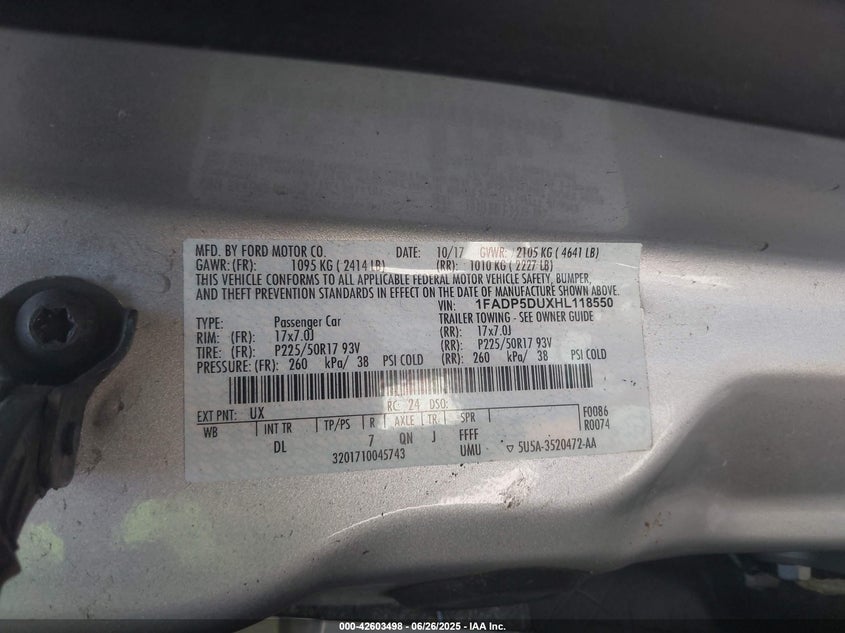 MFD. BY FORD MOTOR CO. DATE: 10/17 GVWR: 2105 KG ( 4641 LB)
GAWR: (FR): 1095 KG ( 2414 LB) (RR): 1010 KG ( 2227 LB)
THIS VEHICLE CONFORMS TO ALL APPLICABLE FEDERAL MOTOR VEHICLE SAFETY, BUMPER,
AND THEFT PREVENTION STANDARDS IN EFFECT ON THE DATE OF MANUFACTURE SHOWN ABOVE.
VIN: 1FADP5DUXHL118550
TYPE: Passenger Car TRAILER TOWING - SEE OWNER GUIDE
RIM: (FR): 17x7.0J (RR): 17x7.0J
TIRE: (FR): P225/50R17 93V (RR): P225/50R17 93V
PRESSURE: (FR): 260 kPa/ 38 PSI COLD (RR): 260 kPa/ 38 PSI COLD
EXT PNT: UX RC: 24 DSO: F0086
WB INT TR TP/PS R AXLE TR SPR R0074
DL 7 QN J FFFF
3201710045743 UMU ▽ 5U5A-3520472-AA
000-42603498 - 06/26/2025 - IAA Inc.